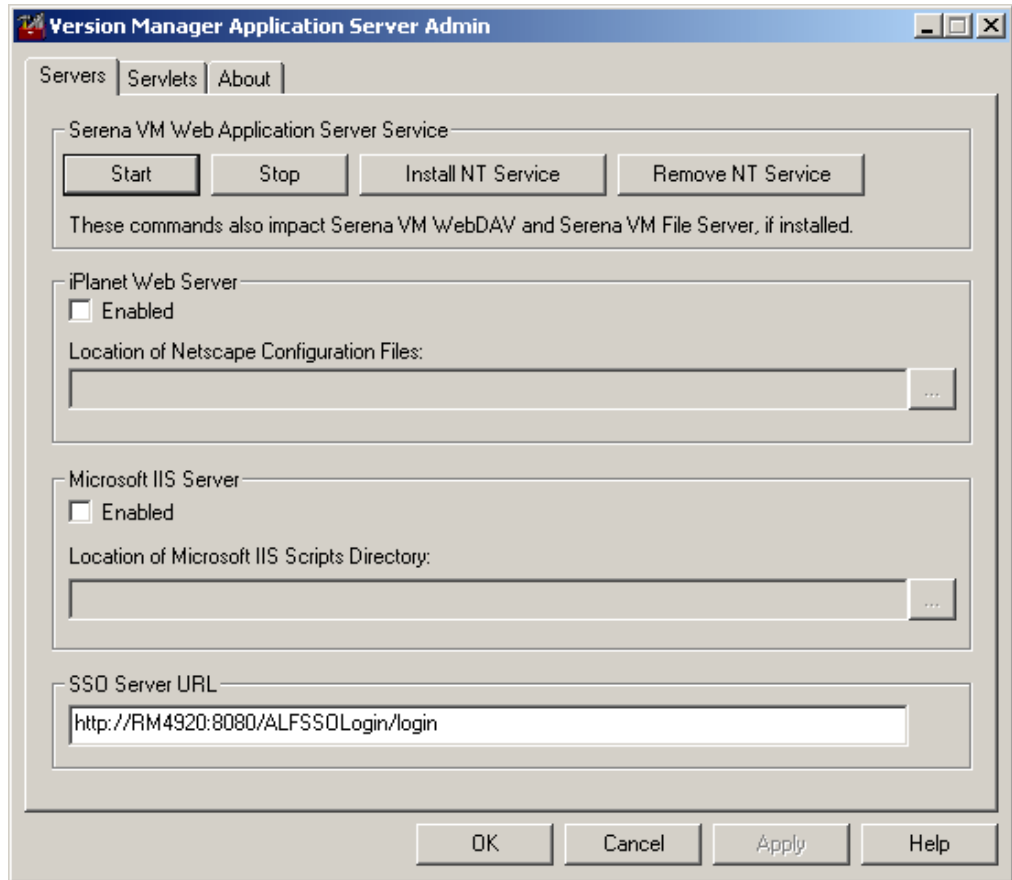 Version Manager Application Server Admin
Servers Servlets About
Serena VM Web Application Server Service
Start Stop Install NT Service Remove NT Service
These commands also impact Serena VM WebDAV and Serena VM File Server, if installed.
iPlanet Web Server
Enabled
Location of Netscape Configuration Files:
...
Microsoft IIS Server
Enabled
Location of Microsoft IIS Scripts Directory:
...
SSO Server URL
http://RM4920:8080/ALFSSOLogin/login
OK Cancel Apply Help